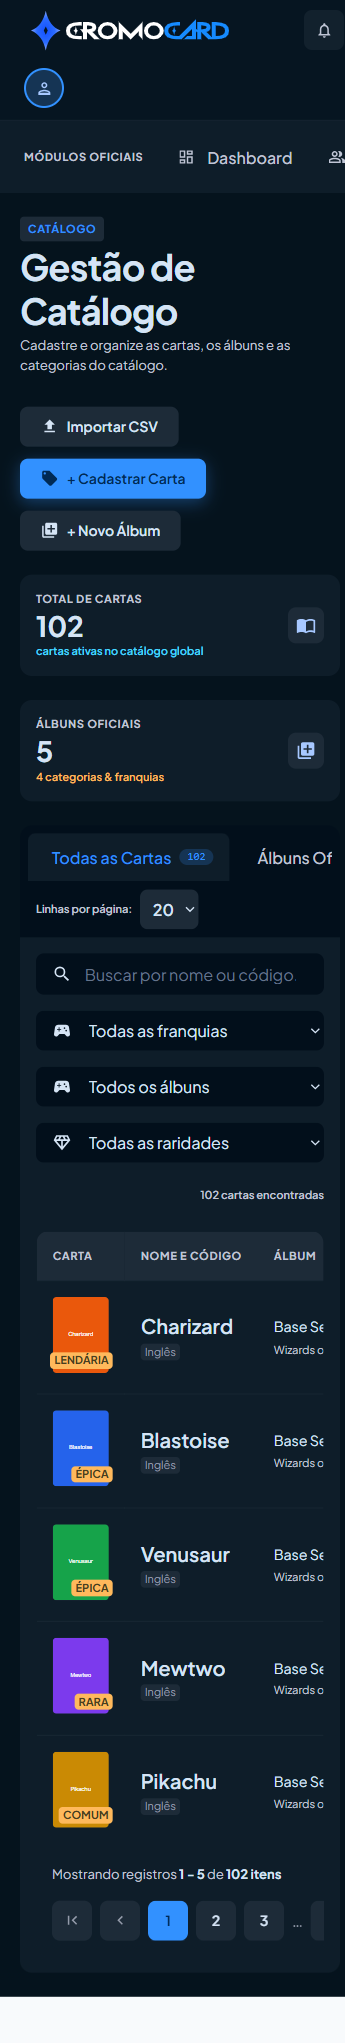 CROMOCARD
MÓDULOS OFICIAIS
Dashboard
CATÁLOGO
Gestão de
Catálogo
Cadastre e organize as cartas, os álbuns e as
categorias do catálogo.
Importar CSV
+ Cadastrar Carta
+ Novo Álbum
TOTAL DE CARTAS
102
cartas ativas no catálogo global
ÁLBUNS OFICIAIS
5
4 categorias & franquias
Todas as Cartas 102
Álbuns Of
Linhas por página: 20
Buscar por nome ou código.
Todas as franquias
Todos os álbuns
Todas as raridades
102 cartas encontradas
CARTA NOME E CÓDIGO ÁLBUM
Charizard
LENDÁRIA
Charizard
Inglês
Base Se
Wizards o
Blastoise
ÉPICA
Blastoise
Inglês
Base Se
Wizards o
Venusaur
ÉPICA
Venusaur
Inglês
Base Se
Wizards o
Mewtwo
RARA
Mewtwo
Inglês
Base Se
Wizards o
Pikachu
COMUM
Pikachu
Inglês
Base Se
Wizards o
Mostrando registros 1 - 5 de 102 itens
1 2 3 ...